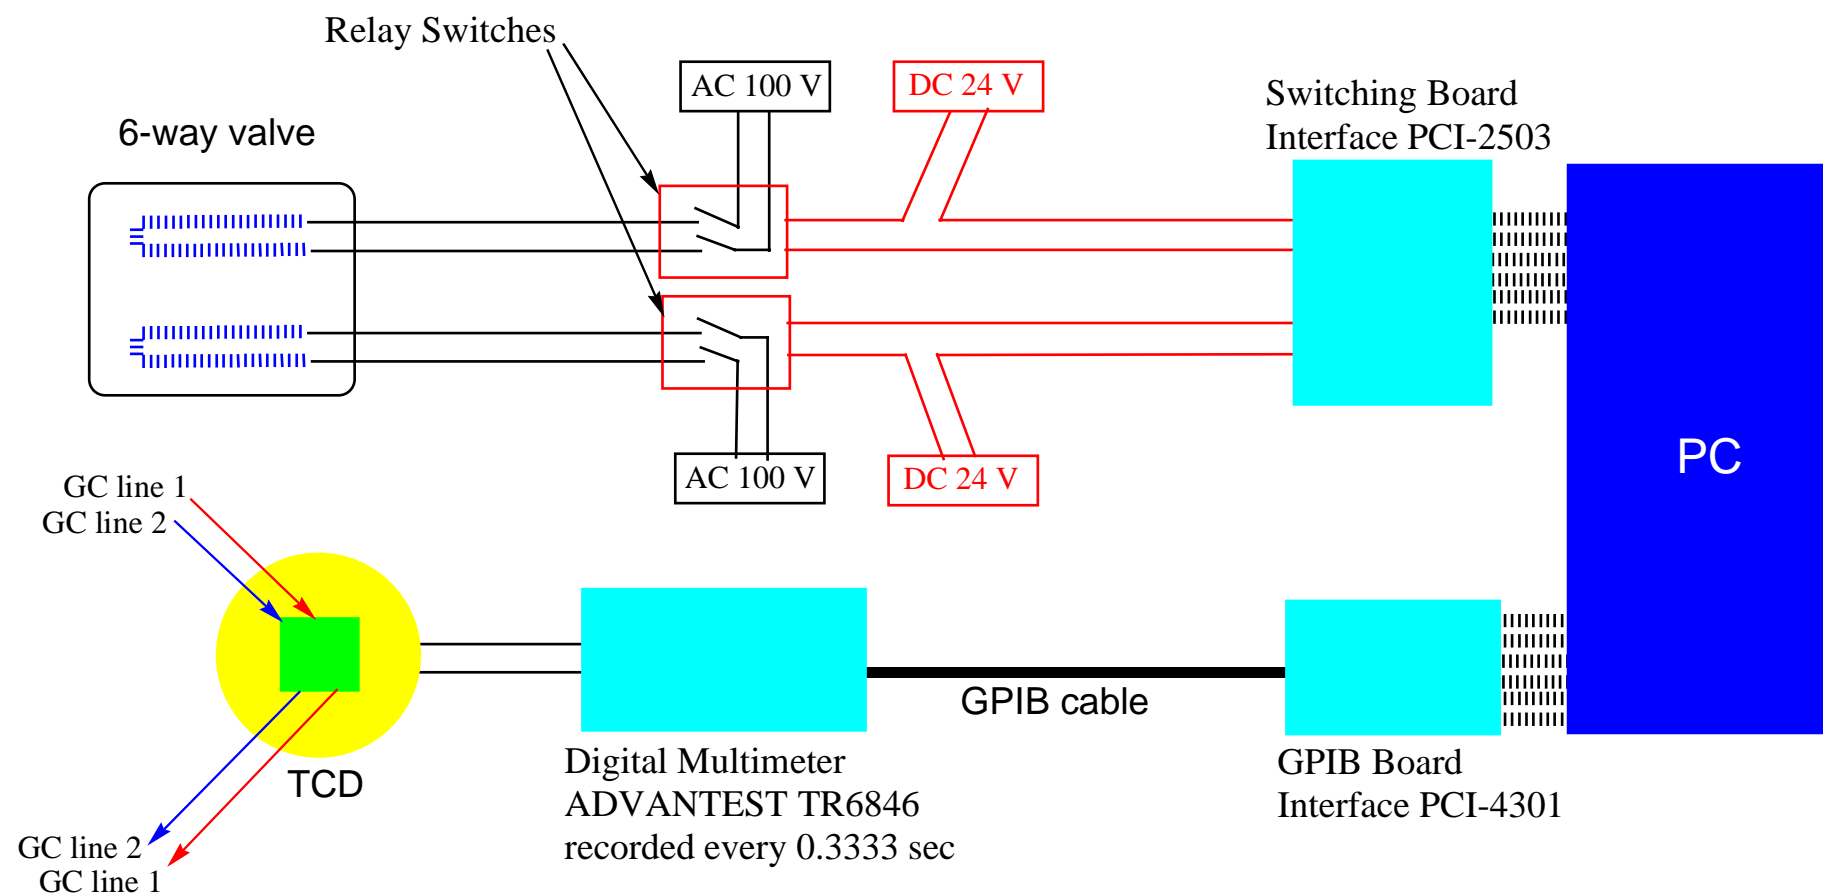 Relay Switches
AC 100 V
DC 24 V
Switching Board
Interface PCI-2503
6-way valve
PC
AC 100 V
DC 24 V
GC line 1
GC line 2
GPIB cable
TCD
Digital Multimeter
ADVANTEST TR6846
recorded every 0.3333 sec
GPIB Board
Interface PCI-4301
GC line 2
GC line 1